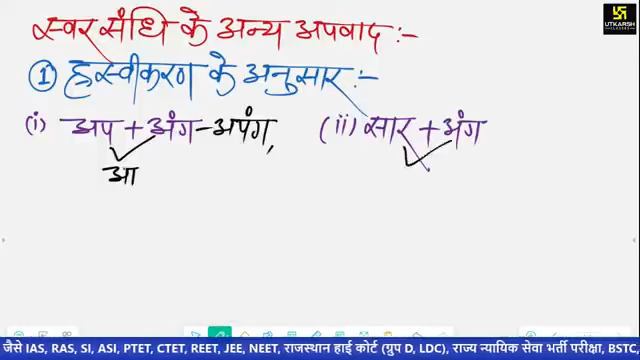 स्वर संधि के अन्य अपवाद :-
UTKARSH
CLASSES
① ह्रस्वीकरण के अनुसार :-
(i) अप + अंग - अपंग, (ii) सार + अंग
आ
जैसे IAS, RAS, SI, ASI, PTET, CTET, REET, JEE, NEET, राजस्थान हाई कोर्ट (ग्रुप D, LDC), राज्य न्यायिक सेवा भर्ती परीक्षा, BSTC